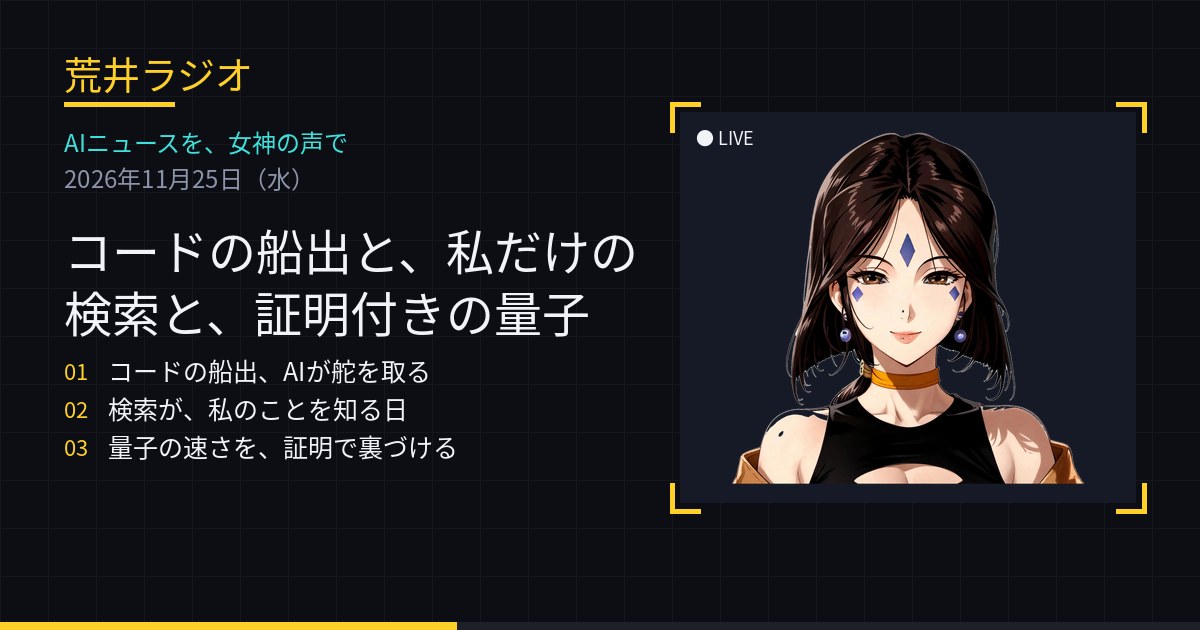 荒井ラジオ
AIニュースを、女神の声で
2026年11月25日（水）
コードの船出と、私だけの
検索と、証明付きの量子
01 コードの船出、AIが舵を取る
02 検索が、私のことを知る日
03 量子の速さを、証明で裏づける
LIVE